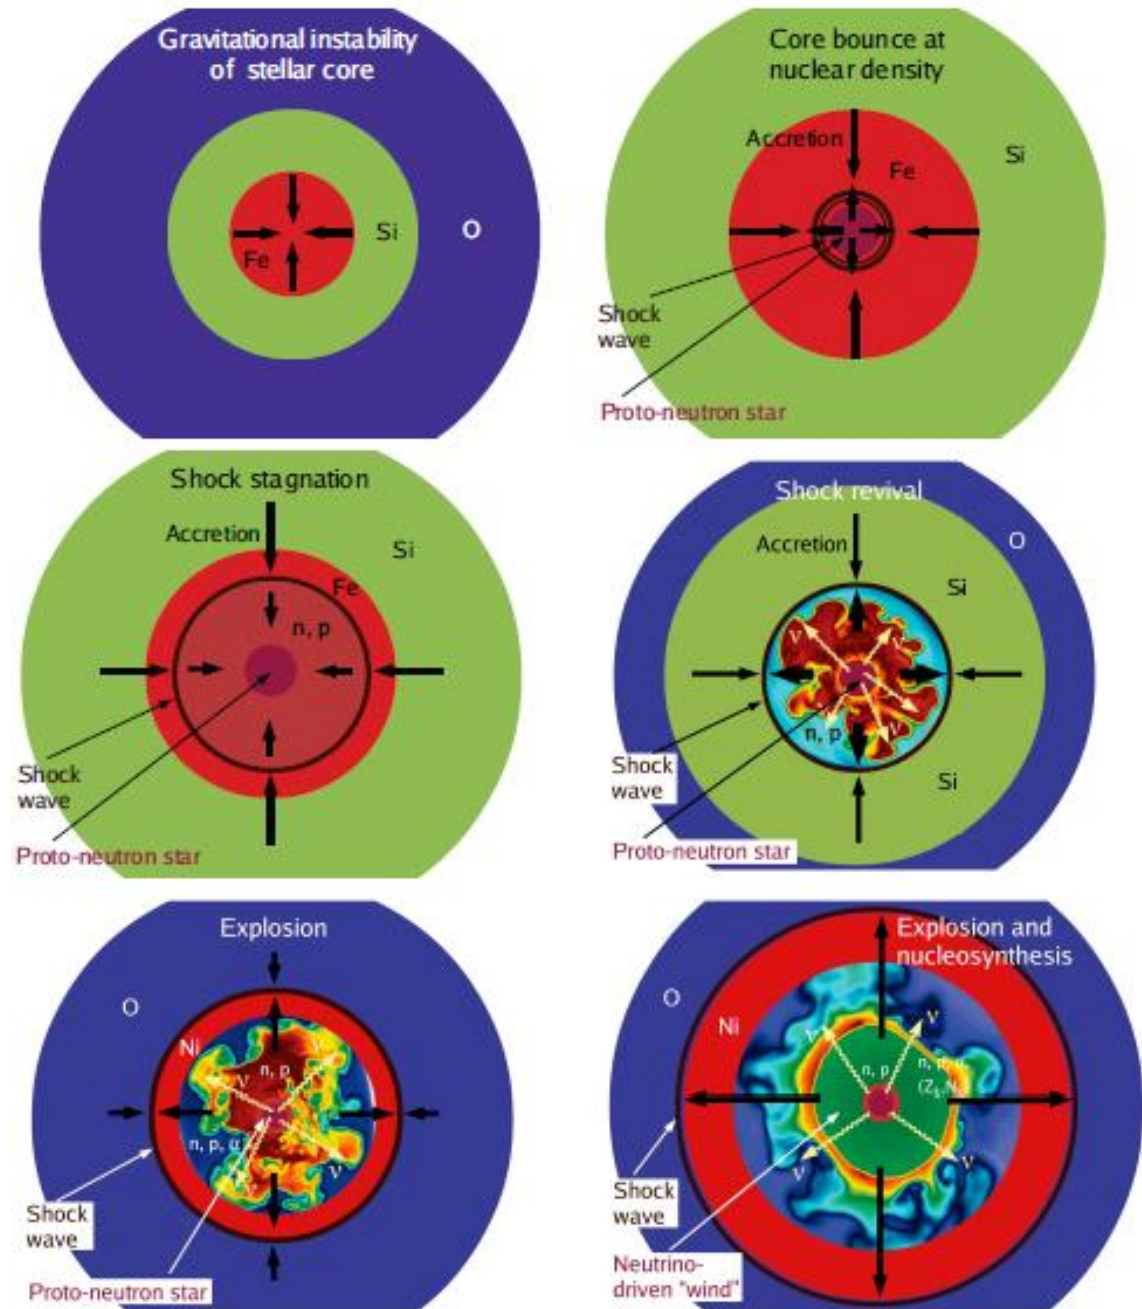 Gravitational instability
of stellar core
Si
O
Fe
Core bounce at
nuclear density
Accretion
Si
Fe
Shock
wave
Proto-neutron star
Shock stagnation
Accretion
Si
Fe
n, p
Shock
wave
Proto-neutron star
Shock revival
O
Accretion
Si
ν
ν
n, p
ν
Shock
wave
Si
Proto-neutron star
Explosion
O
Ni
n, p
ν
ν
n, p, α
ν
Shock
wave
Proto-neutron star
Explosion and
nucleosynthesis
O
Ni
ν
ν
n, p
n, p,
ν
ν
Shock
wave
Neutrino-
driven "wind"